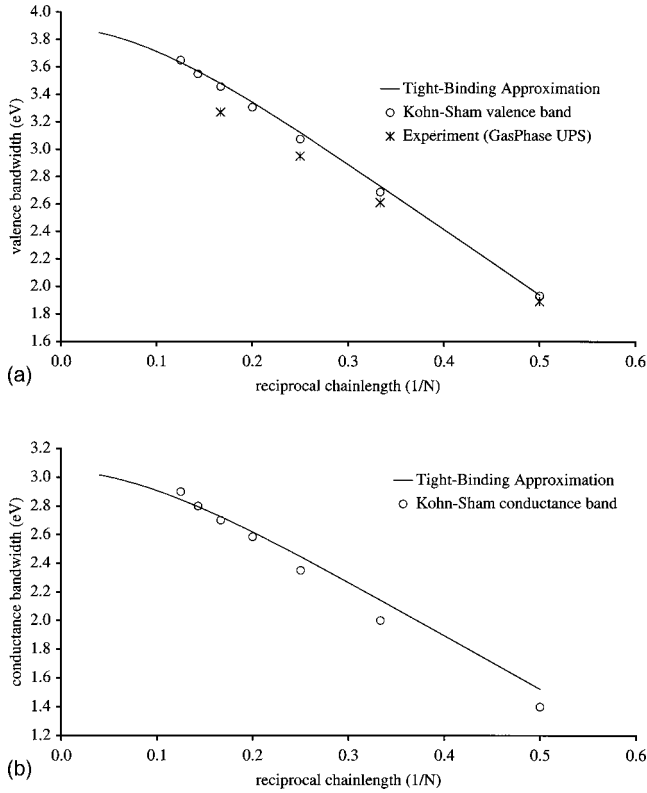 4.0
3.6
3.4
3.2
3.0
2.8
2.6
2.4
2.2
2.0
1.8
1.6
valence bandwidth (eV)
Tight-Binding Approximation
Kohn-Sham valence band
Experiment (GasPhase UPS)
0.0 0.1 0.2 0.3 0.4 0.5 0.6
(a)
reciprocal chainlength (1/N)
3.2
3.0
2.8
2.6
2.4
2.2
2.0
1.8
1.6
1.4
1.2
conductance bandwidth (eV)
Tight-Binding Approximation
Kohn-Sham conductance band
0.0 0.1 0.2 0.3 0.4 0.5 0.6
(b)
reciprocal chainlength (1/N)